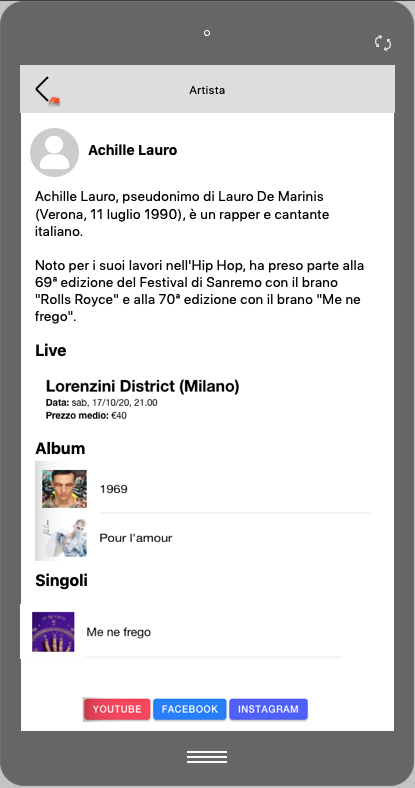 Artista
Achille Lauro
Achille Lauro, pseudonimo di Lauro De Marinis
(Verona, 11 luglio 1990), è un rapper e cantante
italiano.
Noto per i suoi lavori nell'Hip Hop, ha preso parte alla
69ª edizione del Festival di Sanremo con il brano
"Rolls Royce" e alla 70ª edizione con il brano "Me ne
frego".
Live
Lorenzini District (Milano)
Data: sab, 17/10/20, 21.00
Prezzo medio: €40
Album
1969
Pour l'amour
Singoli
Me ne frego
YOUTUBE FACEBOOK INSTAGRAM